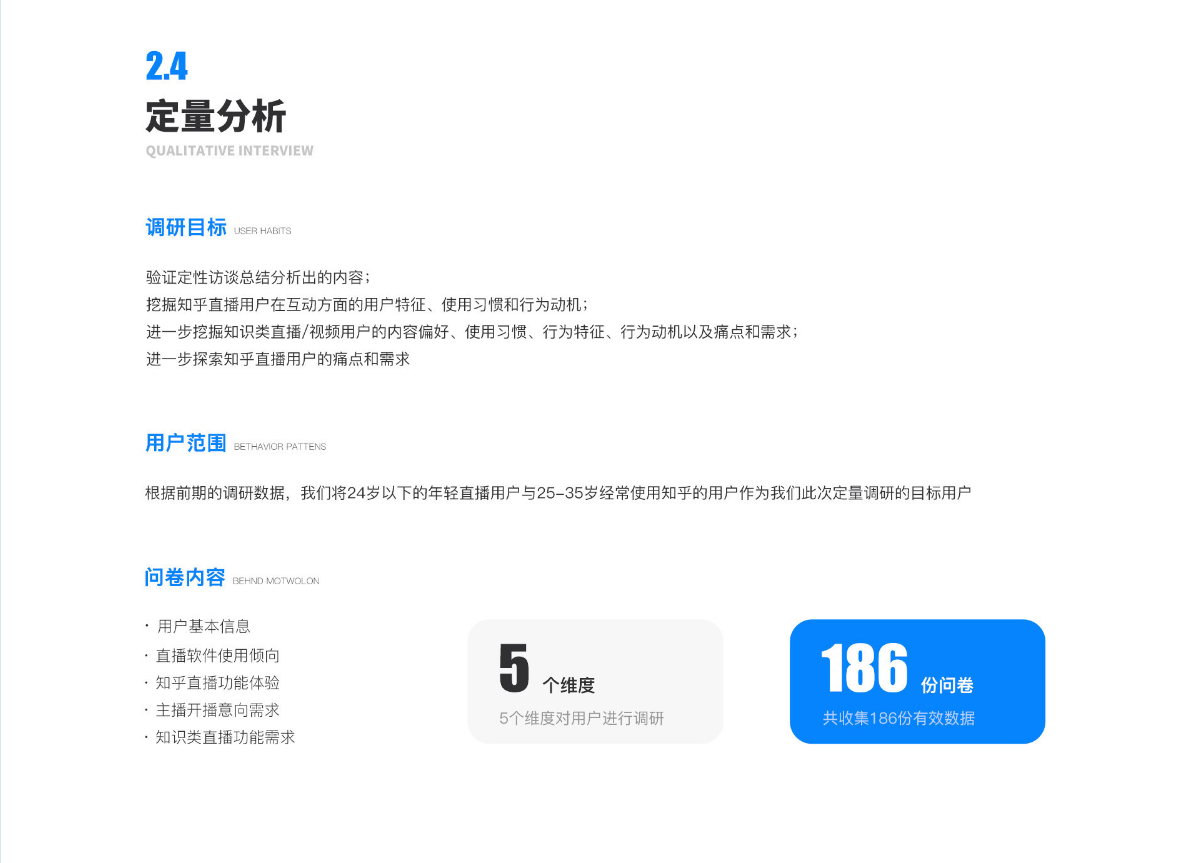 2.4
定量分析
QUALITATIVE INTERVIEW
调研目标 USER HABITS
验证定性访谈总结分析出的内容；
挖掘知乎直播用户在互动方面的用户特征、使用习惯和行为动机；
进一步挖掘知识类直播/视频用户的内容偏好、使用习惯、行为特征、行为动机以及痛点和需求；
进一步探索知乎直播用户的痛点和需求
用户范围 BETHAVIOR PATTENS
根据前期的调研数据，我们将24岁以下的年轻直播用户与25-35岁经常使用知乎的用户作为我们此次定量调研的目标用户
问卷内容 BEHND MOTWOLON
· 用户基本信息
· 直播软件使用倾向
· 知乎直播功能体验
· 主播开播意向需求
· 知识类直播功能需求
5 个维度
5个维度对用户进行调研
186 份问卷
共收集186份有效数据